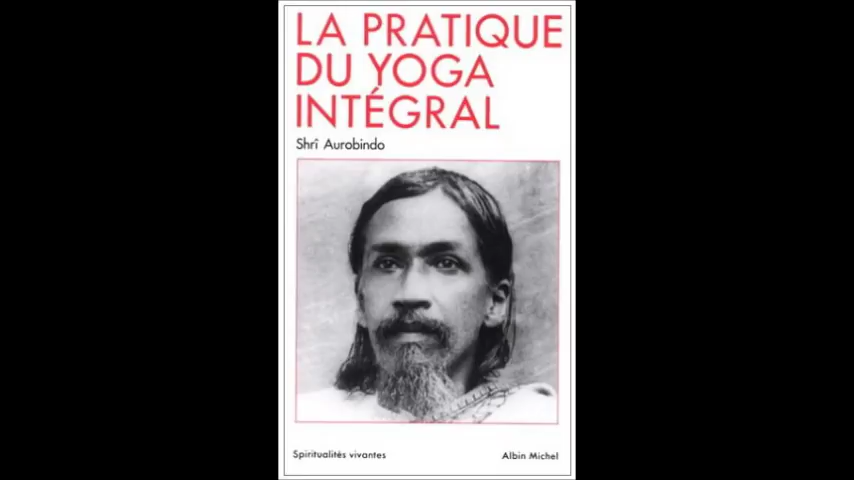 LA PRATIQUE
DU YOGA
INTÉGRAL
Shrî Aurobindo
Spiritualités vivantes
Albin Michel